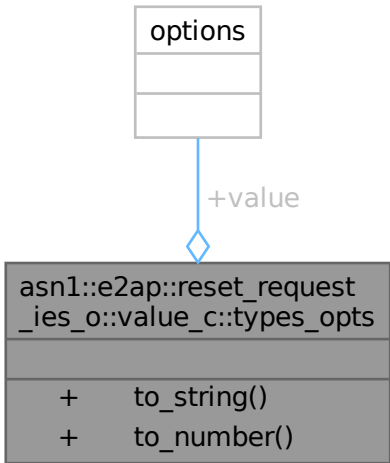 options
+value
asn1::e2ap::reset_request
_ies_o::value_c::types_opts
+ to_string()
+ to_number()